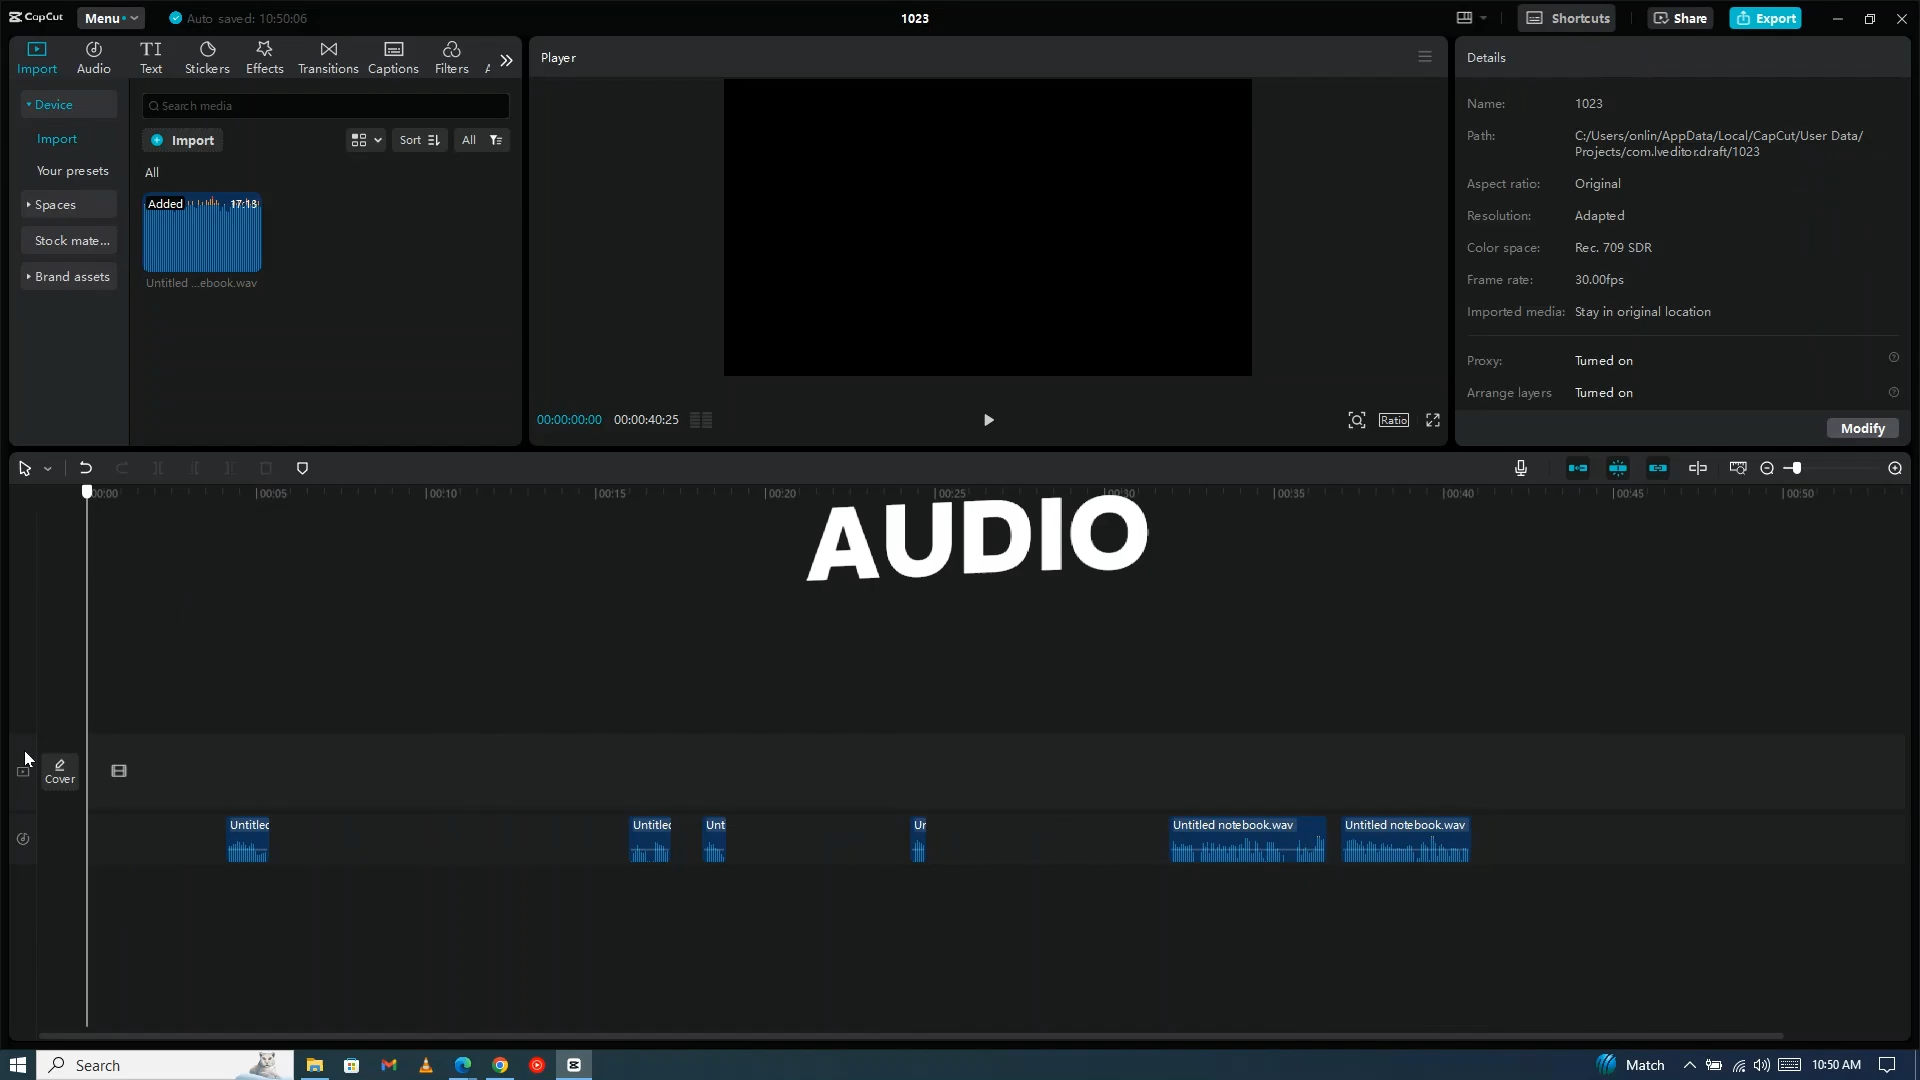 CapCut
Menu
Auto saved: 10:50:06
1023
Shortcuts
Share
Export
Import
Audio
Text
Stickers
Effects
Transitions
Captions
Filters
Device
Import
Your presets
Spaces
Stock mate...
Brand assets
Search media
Import
Sort
All
All
Added
17:18
Untitled ...ebook.wav
Player
00:00:00:00
00:00:40:25
Ratio
Details
Name: 1023
Path: C:/Users/onlin/AppData/Local/CapCut/User Data/
Projects/com.lveditor.draft/1023
Aspect ratio: Original
Resolution: Adapted
Color space: Rec. 709 SDR
Frame rate: 30.00fps
Imported media: Stay in original location
Proxy: Turned on
Arrange layers Turned on
Modify
00:00 00:05 00:10 00:15 00:20 00:25 00:30 00:35 00:40 00:45 00:50
AUDIO
Cover
Untitled
Untitled
Unt
Un
Untitled notebook.wav
Untitled notebook.wav
Search
Match
10:50 AM